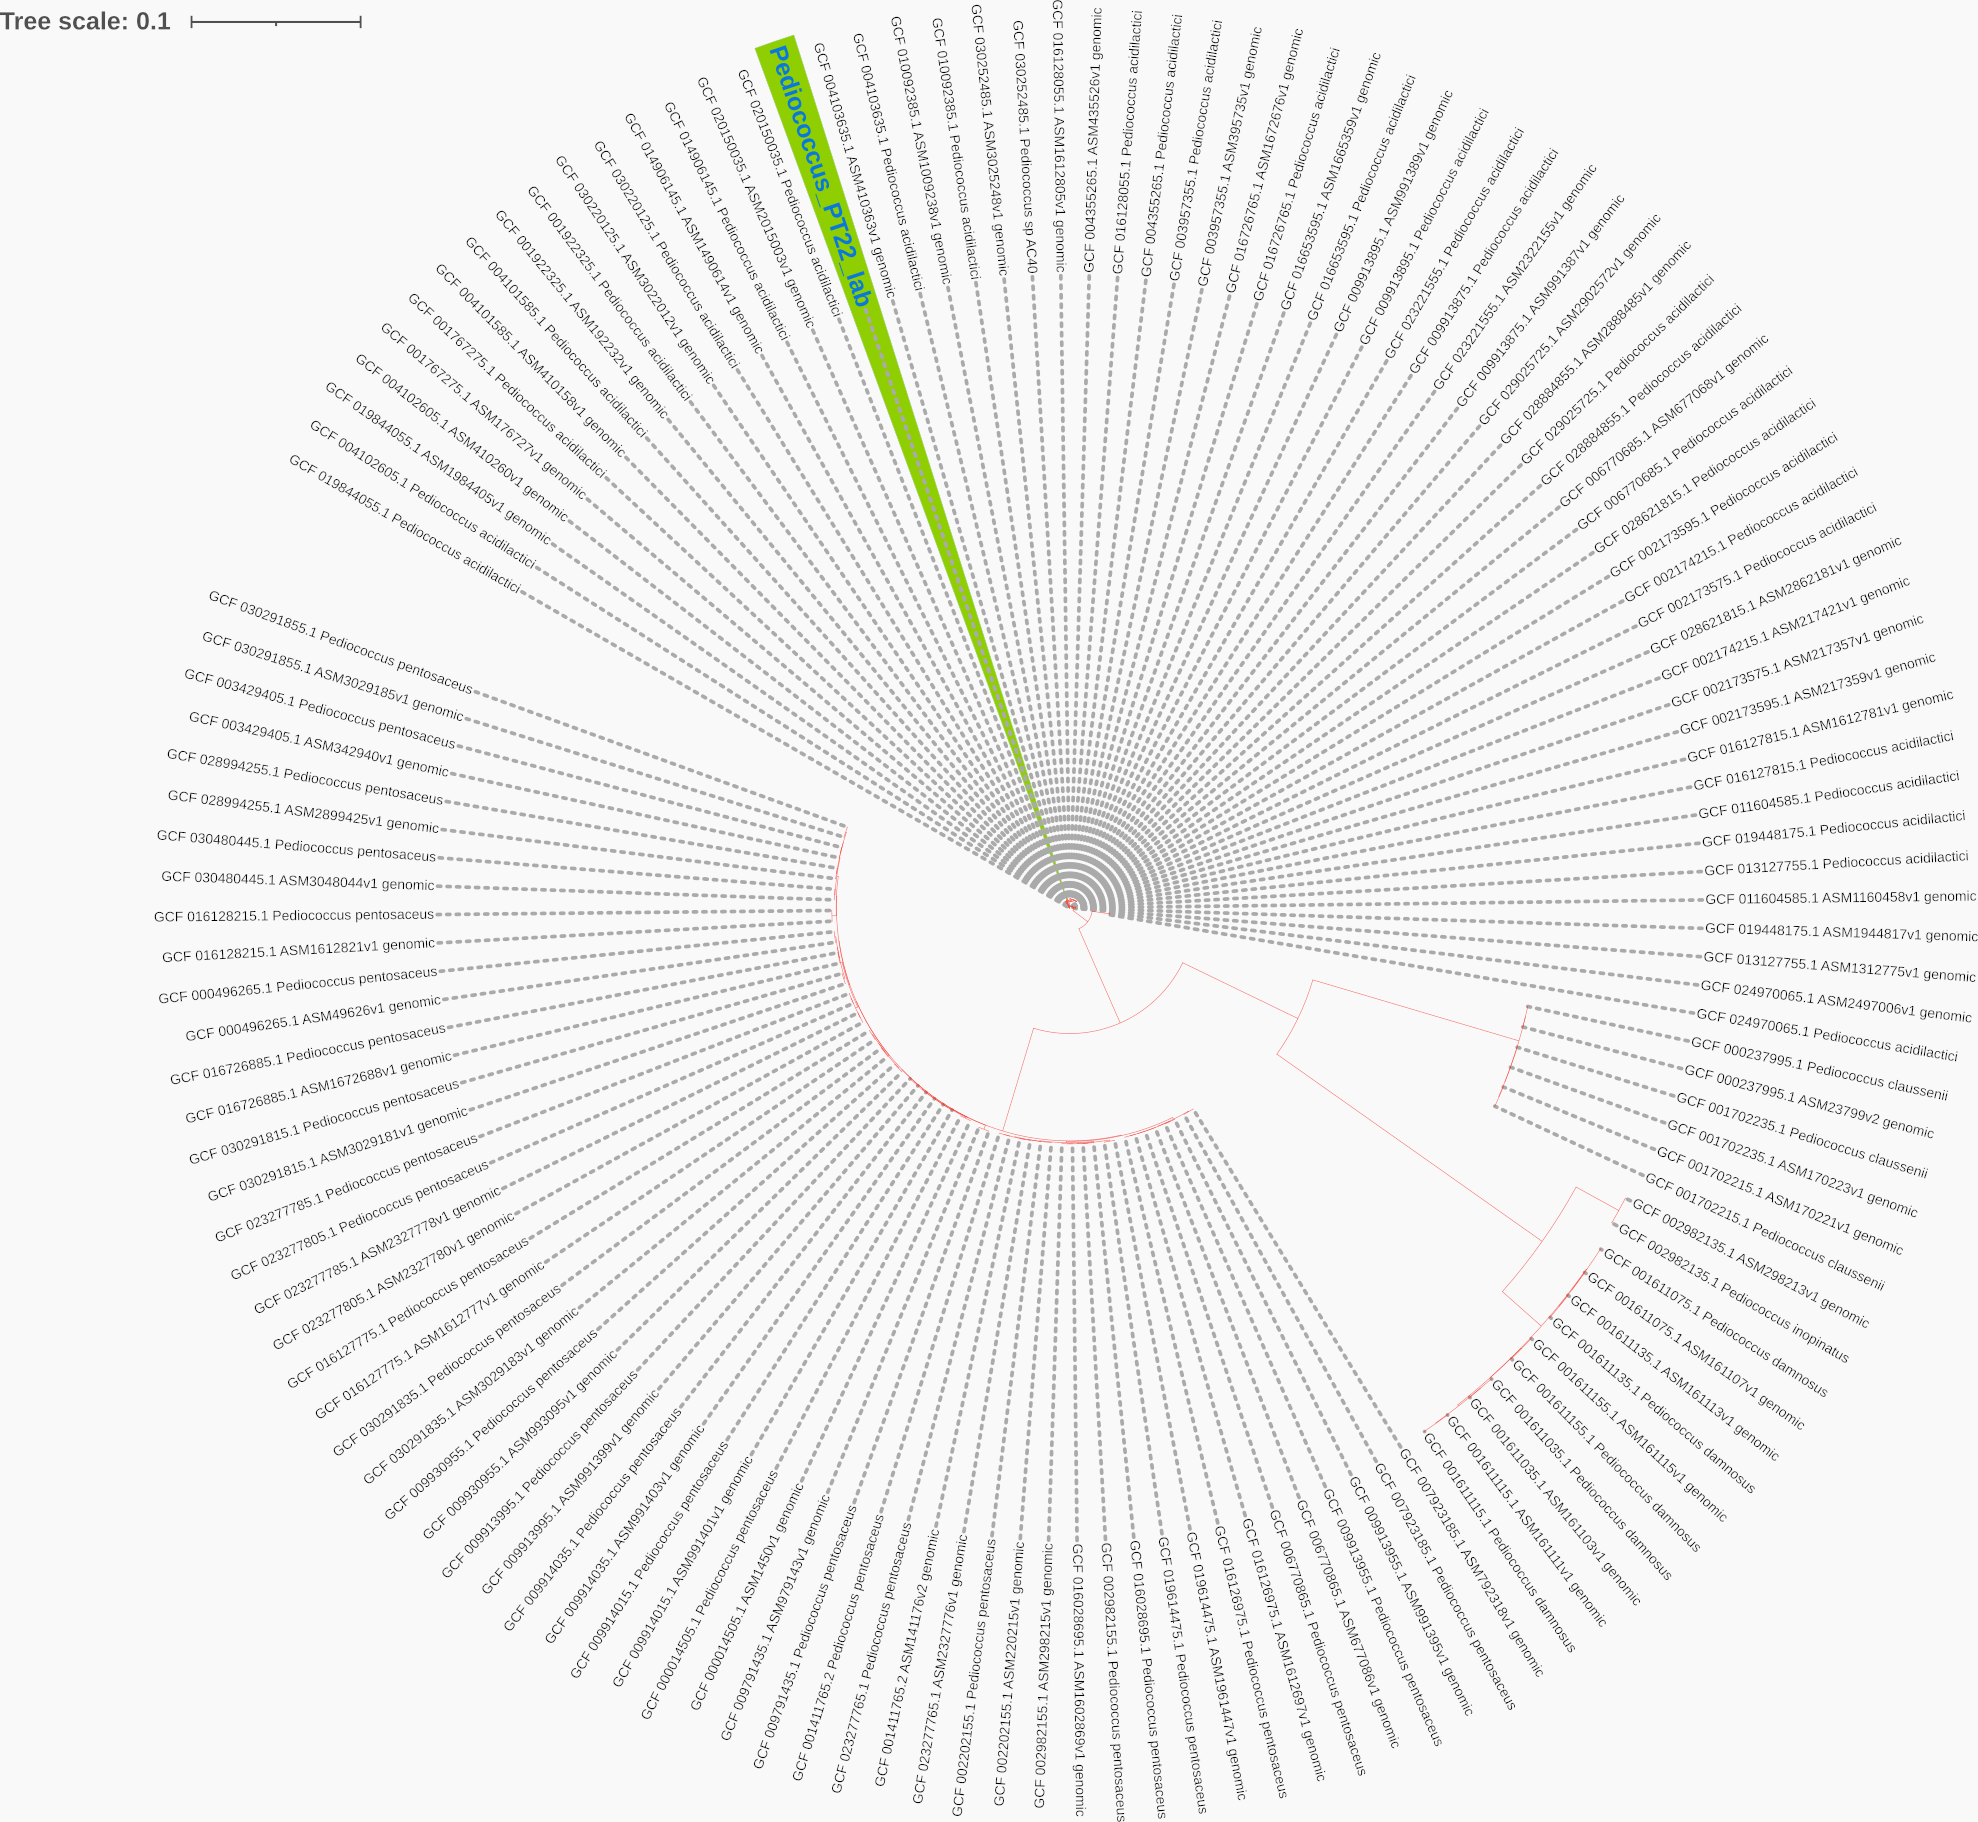 Tree scale: 0.1
GCF 019844055.1 Pediococcus acidilactici
GCF 004102605.1 Pediococcus acidilactici
GCF 019844055.1 ASM1984405v1 genomic
GCF 004102605.1 ASM410260v1 genomic
GCF 001767275.1 ASM176727v1 genomic
GCF 001767275.1 Pediococcus acidilactici
GCF 004101585.1 ASM410158v1 genomic
GCF 004101585.1 Pediococcus acidilactici
GCF 001922325.1 ASM192232v1 genomic
GCF 001922325.1 Pediococcus acidilactici
GCF 030220125.1 ASM3022012v1 genomic
GCF 030220125.1 Pediococcus acidilactici
GCF 014906145.1 ASM1490614v1 genomic
GCF 014906145.1 Pediococcus acidilactici
GCF 020150035.1 ASM2015003v1 genomic
GCF 020150035.1 Pediococcus acidilactici
Pediococcus_PT22_lab
GCF 004103635.1 ASM410363v1 genomic
GCF 004103635.1 Pediococcus acidilactici
GCF 010092385.1 ASM1009238v1 genomic
GCF 010092385.1 Pediococcus acidilactici
GCF 030252485.1 ASM3025248v1 genomic
GCF 030252485.1 Pediococcus sp AC40
GCF 016128055.1 ASM1612805v1 genomic
GCF 004355265.1 ASM435526v1 genomic
GCF 016128055.1 Pediococcus acidilactici
GCF 004355265.1 Pediococcus acidilactici
GCF 003957355.1 Pediococcus acidilactici
GCF 003957355.1 ASM395735v1 genomic
GCF 016726765.1 ASM1672676v1 genomic
GCF 016726765.1 Pediococcus acidilactici
GCF 016653595.1 ASM1665359v1 genomic
GCF 016653595.1 Pediococcus acidilactici
GCF 009913895.1 ASM991389v1 genomic
GCF 009913895.1 Pediococcus acidilactici
GCF 023221555.1 Pediococcus acidilactici
GCF 009913875.1 Pediococcus acidilactici
GCF 023221555.1 ASM2322155v1 genomic
GCF 009913875.1 ASM991387v1 genomic
GCF 029025725.1 ASM2902572v1 genomic
GCF 028884855.1 ASM2888485v1 genomic
GCF 029025725.1 Pediococcus acidilactici
GCF 028884855.1 Pediococcus acidilactici
GCF 006770685.1 ASM677068v1 genomic
GCF 006770685.1 Pediococcus acidilactici
GCF 028621815.1 Pediococcus acidilactici
GCF 002173595.1 Pediococcus acidilactici
GCF 002174215.1 Pediococcus acidilactici
GCF 002173575.1 Pediococcus acidilactici
GCF 028621815.1 ASM2862181v1 genomic
GCF 002174215.1 ASM217421v1 genomic
GCF 002173575.1 ASM217357v1 genomic
GCF 002173595.1 ASM217359v1 genomic
GCF 016127815.1 ASM1612781v1 genomic
GCF 016127815.1 Pediococcus acidilactici
GCF 011604585.1 Pediococcus acidilactici
GCF 019448175.1 Pediococcus acidilactici
GCF 013127755.1 Pediococcus acidilactici
GCF 011604585.1 ASM1160458v1 genomic
GCF 019448175.1 ASM1944817v1 genomic
GCF 013127755.1 ASM1312775v1 genomic
GCF 024970065.1 ASM2497006v1 genomic
GCF 024970065.1 Pediococcus acidilactici
GCF 000237995.1 Pediococcus claussenii
GCF 000237995.1 ASM23799v2 genomic
GCF 001702235.1 Pediococcus claussenii
GCF 001702235.1 ASM170223v1 genomic
GCF 001702215.1 ASM170221v1 genomic
GCF 001702215.1 Pediococcus claussenii
GCF 002982135.1 ASM298213v1 genomic
GCF 002982135.1 Pediococcus inopinatus
GCF 001611075.1 Pediococcus damnosus
GCF 001611075.1 ASM161107v1 genomic
GCF 001611135.1 ASM161113v1 genomic
GCF 001611135.1 Pediococcus damnosus
GCF 001611155.1 ASM161115v1 genomic
GCF 001611155.1 Pediococcus damnosus
GCF 001611035.1 Pediococcus damnosus
GCF 001611035.1 ASM161103v1 genomic
GCF 001611115.1 ASM161111v1 genomic
GCF 001611115.1 Pediococcus damnosus
GCF 007923185.1 ASM792318v1 genomic
GCF 007923185.1 Pediococcus pentosaceus
GCF 009913955.1 ASM991395v1 genomic
GCF 009913955.1 Pediococcus pentosaceus
GCF 006770865.1 ASM677086v1 genomic
GCF 006770865.1 Pediococcus pentosaceus
GCF 016126975.1 ASM1612697v1 genomic
GCF 016126975.1 Pediococcus pentosaceus
GCF 019614475.1 ASM1961447v1 genomic
GCF 019614475.1 Pediococcus pentosaceus
GCF 016028695.1 Pediococcus pentosaceus
GCF 002982155.1 Pediococcus pentosaceus
GCF 016028695.1 ASM1602869v1 genomic
GCF 002982155.1 ASM298215v1 genomic
GCF 002202155.1 ASM220215v1 genomic
GCF 002202155.1 Pediococcus pentosaceus
GCF 023277765.1 ASM2327776v1 genomic
GCF 001411765.2 ASM141176v2 genomic
GCF 023277765.1 Pediococcus pentosaceus
GCF 001411765.2 Pediococcus pentosaceus
GCF 009791435.1 Pediococcus pentosaceus
GCF 009791435.1 ASM979143v1 genomic
GCF 000014505.1 ASM1450v1 genomic
GCF 000014505.1 Pediococcus pentosaceus
GCF 009914015.1 ASM991401v1 genomic
GCF 009914015.1 Pediococcus pentosaceus
GCF 009914035.1 ASM991403v1 genomic
GCF 009914035.1 Pediococcus pentosaceus
GCF 009913995.1 ASM991399v1 genomic
GCF 009913995.1 Pediococcus pentosaceus
GCF 009930955.1 ASM993095v1 genomic
GCF 009930955.1 Pediococcus pentosaceus
GCF 030291835.1 ASM3029183v1 genomic
GCF 030291835.1 Pediococcus pentosaceus
GCF 016127775.1 ASM1612777v1 genomic
GCF 016127775.1 Pediococcus pentosaceus
GCF 023277805.1 ASM2327780v1 genomic
GCF 023277785.1 ASM2327778v1 genomic
GCF 023277805.1 Pediococcus pentosaceus
GCF 023277785.1 Pediococcus pentosaceus
GCF 030291815.1 ASM3029181v1 genomic
GCF 030291815.1 Pediococcus pentosaceus
GCF 016726885.1 ASM1672688v1 genomic
GCF 016726885.1 Pediococcus pentosaceus
GCF 000496265.1 ASM49626v1 genomic
GCF 000496265.1 Pediococcus pentosaceus
GCF 016128215.1 ASM1612821v1 genomic
GCF 016128215.1 Pediococcus pentosaceus
GCF 030480445.1 ASM3048044v1 genomic
GCF 030480445.1 Pediococcus pentosaceus
GCF 028994255.1 ASM2899425v1 genomic
GCF 028994255.1 Pediococcus pentosaceus
GCF 003429405.1 ASM342940v1 genomic
GCF 003429405.1 Pediococcus pentosaceus
GCF 030291855.1 ASM3029185v1 genomic
GCF 030291855.1 Pediococcus pentosaceus